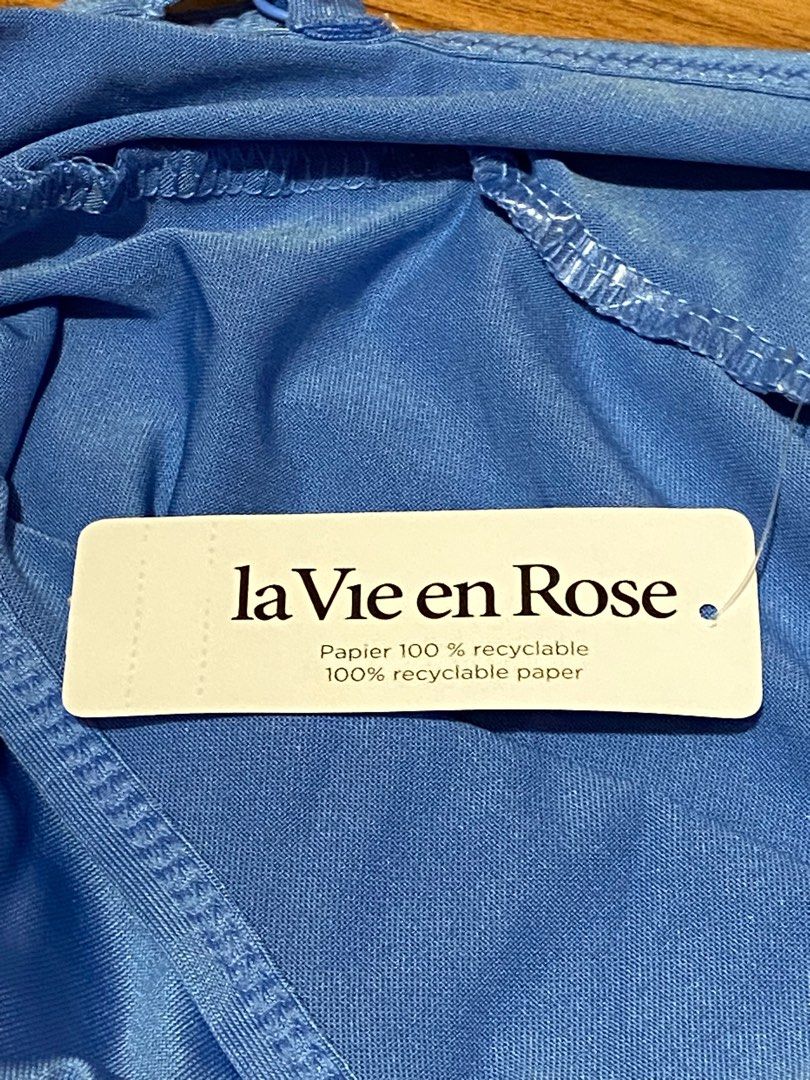 la Vie en Rose
Papier 100 % recyclable
100% recyclable paper